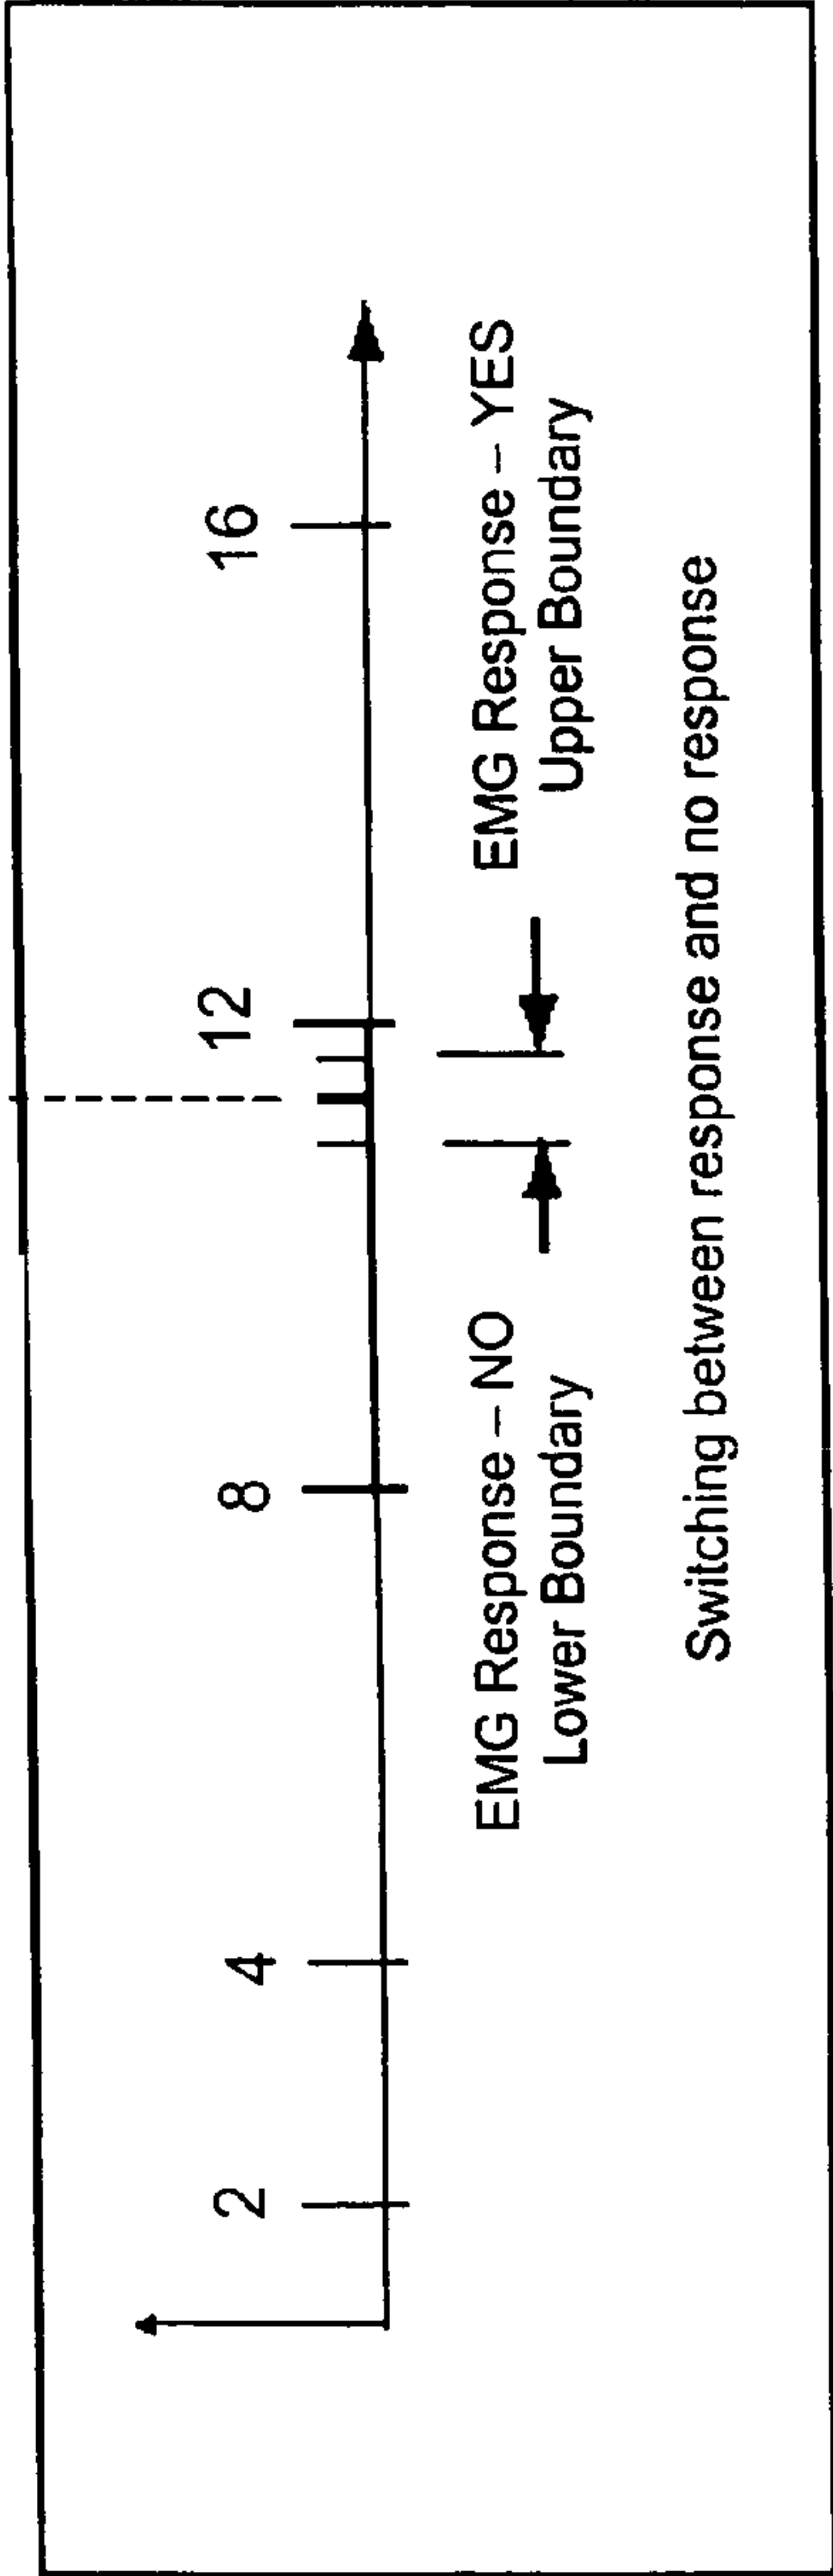 2 4 8 12 16
EMG Response – NO
Lower Boundary
EMG Response – YES
Upper Boundary
Switching between response and no response